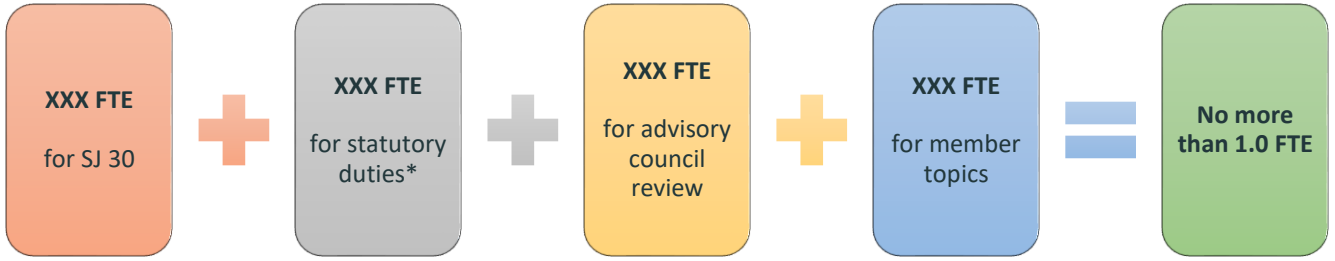 XXX FTE
for SJ 30
XXX FTE
for statutory
duties*
XXX FTE
for advisory
council
review
XXX FTE
for member
topics
No more
than 1.0 FTE